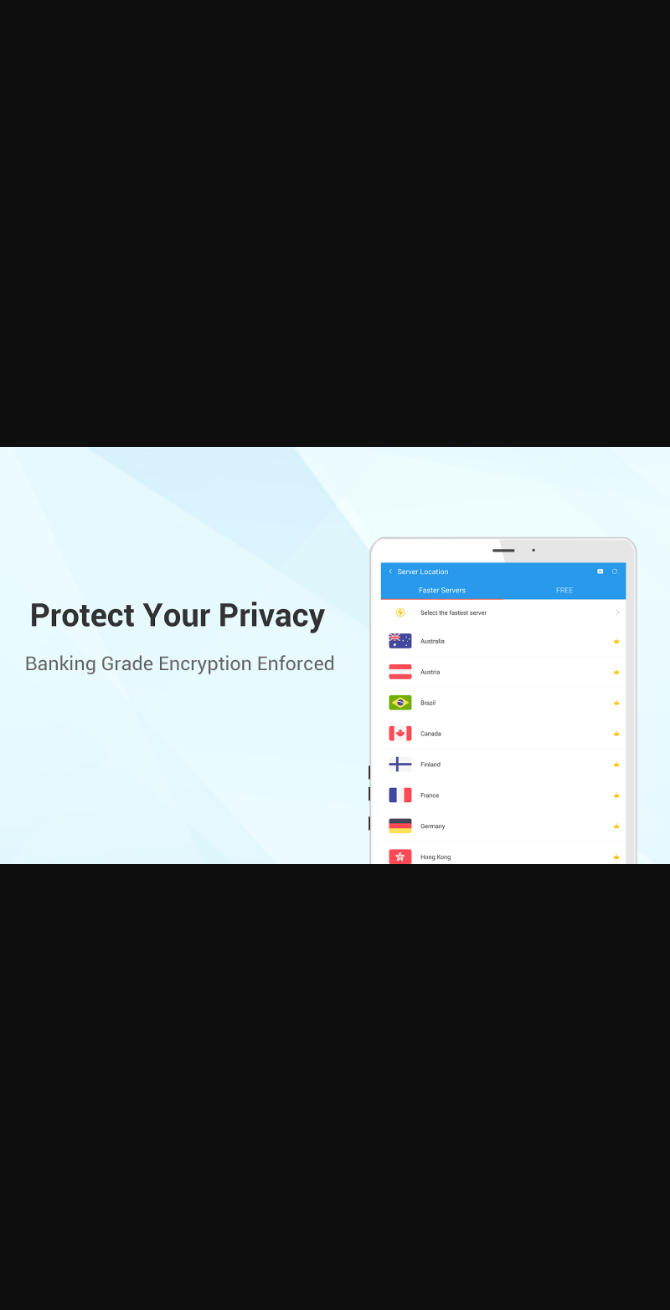 Protect Your Privacy
Banking Grade Encryption Enforced
Server Location
Faster Servers FREE
Select the fastest server
Australia
Austria
Brazil
Canada
Finland
France
Germany
Hong Kong